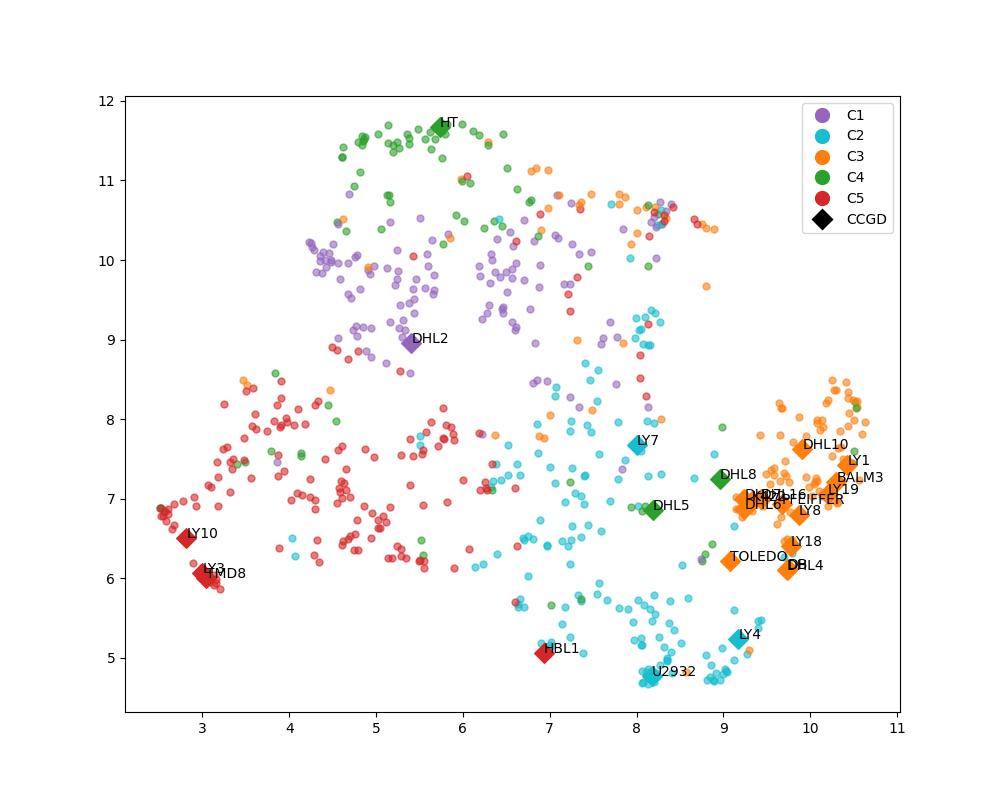 12
11
10
9
8
7
6
5
3
4
5
6
7
8
9
10
11
C1
C2
C3
C4
C5
CCGD
HT
DHL2
LY7
DHL10
LY1
DHL8
BALM3
LY19
PFEIFFER
DHL6
DHL5
LY8
LY10
LY18
TOLEDO
DHL4
LY3
TMD8
LY4
HBL1
U2932